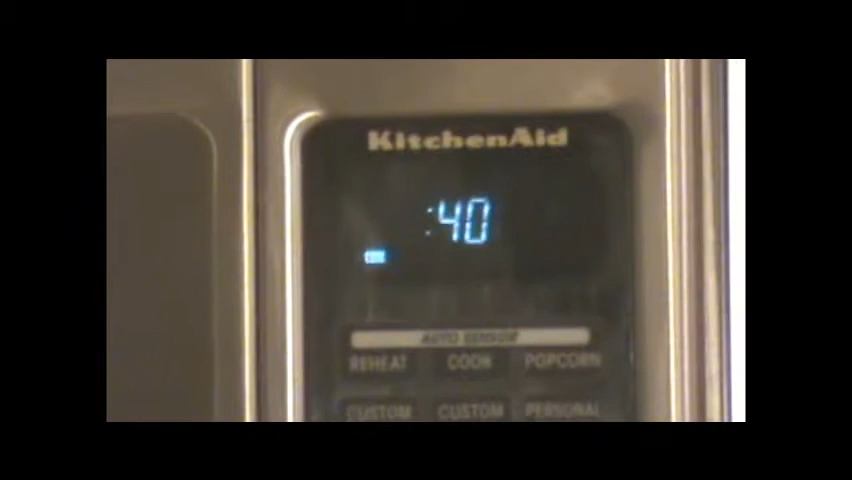 KitchenAid
:40
AUTO SENSOR
REHEAT COOK POPCORN
CUSTOM CUSTOM PERSONAL